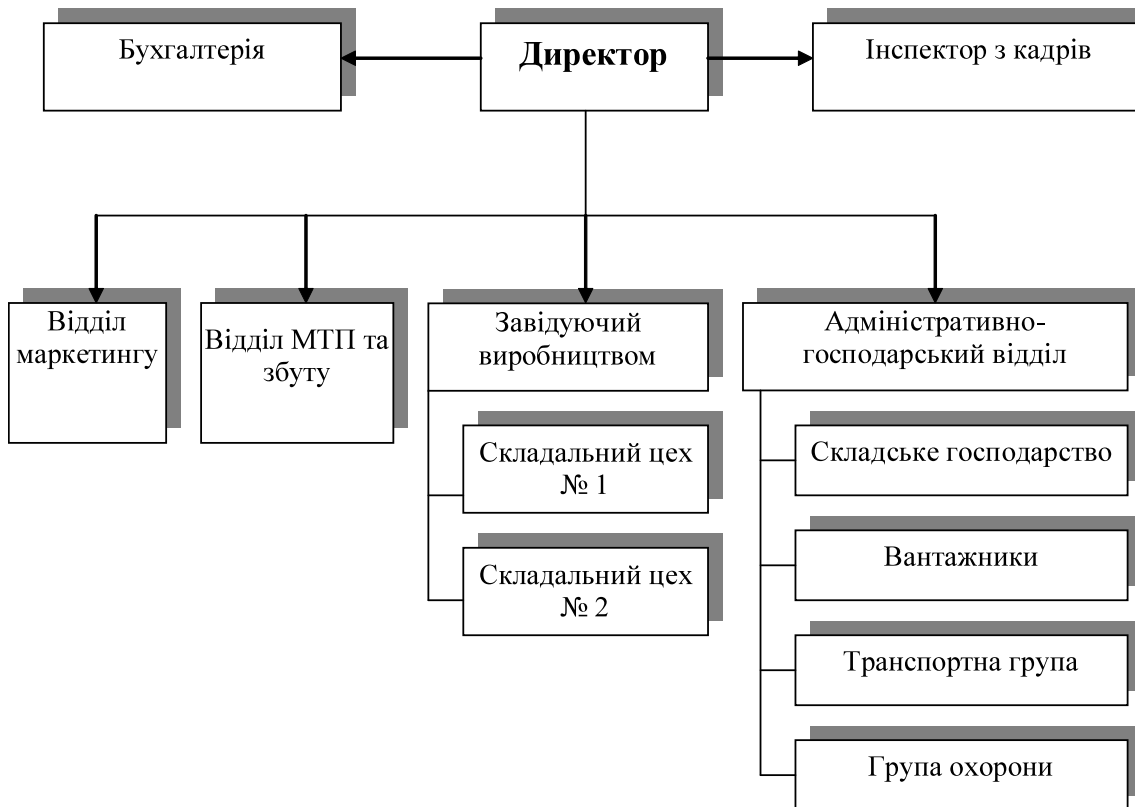 Бухгалтерія
Директор
Інспектор з кадрів
Відділ
маркетингу
Відділ МТП та
збуту
Завідуючий
виробництвом
Адміністративно-
господарський відділ
Складальний цех
№ 1
Складальний цех
№ 2
Складське господарство
Вантажники
Транспортна група
Група охорони